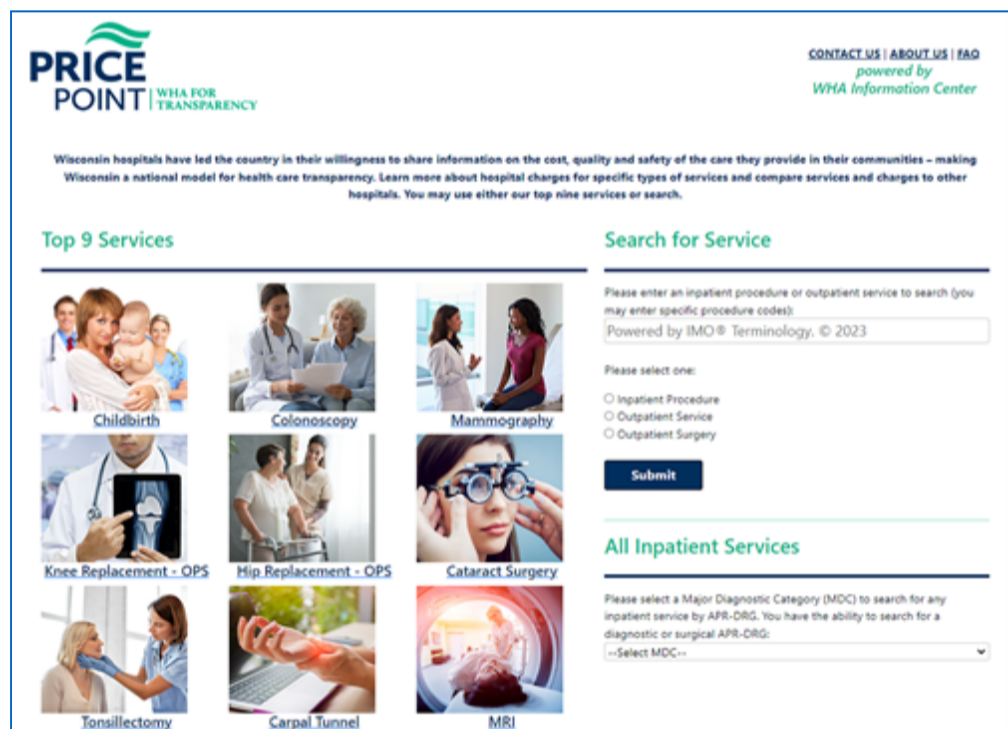 PRICE
POINT
WHA FOR
TRANSPARENCY
CONTACT US | ABOUT US | FAQ
powered by
WHA Information Center
Wisconsin hospitals have led the country in their willingness to share information on the cost, quality and safety of the care they provide in their communities – making
Wisconsin a national model for health care transparency. Learn more about hospital charges for specific types of services and compare services and charges to other
hospitals. You may use either our top nine services or search.
Top 9 Services
Childbirth
Colonoscopy
Mammography
Knee Replacement - OPS
Hip Replacement - OPS
Cataract Surgery
Tonsillectomy
Carpal Tunnel
MRI
Search for Service
Please enter an inpatient procedure or outpatient service to search (you
may enter specific procedure codes):
Powered by IMO® Terminology. © 2023
Please select one:
Inpatient Procedure
Outpatient Service
Outpatient Surgery
Submit
All Inpatient Services
Please select a Major Diagnostic Category (MDC) to search for any
inpatient service by APR-DRG. You have the ability to search for a
diagnostic or surgical APR-DRG:
--Select MDC--